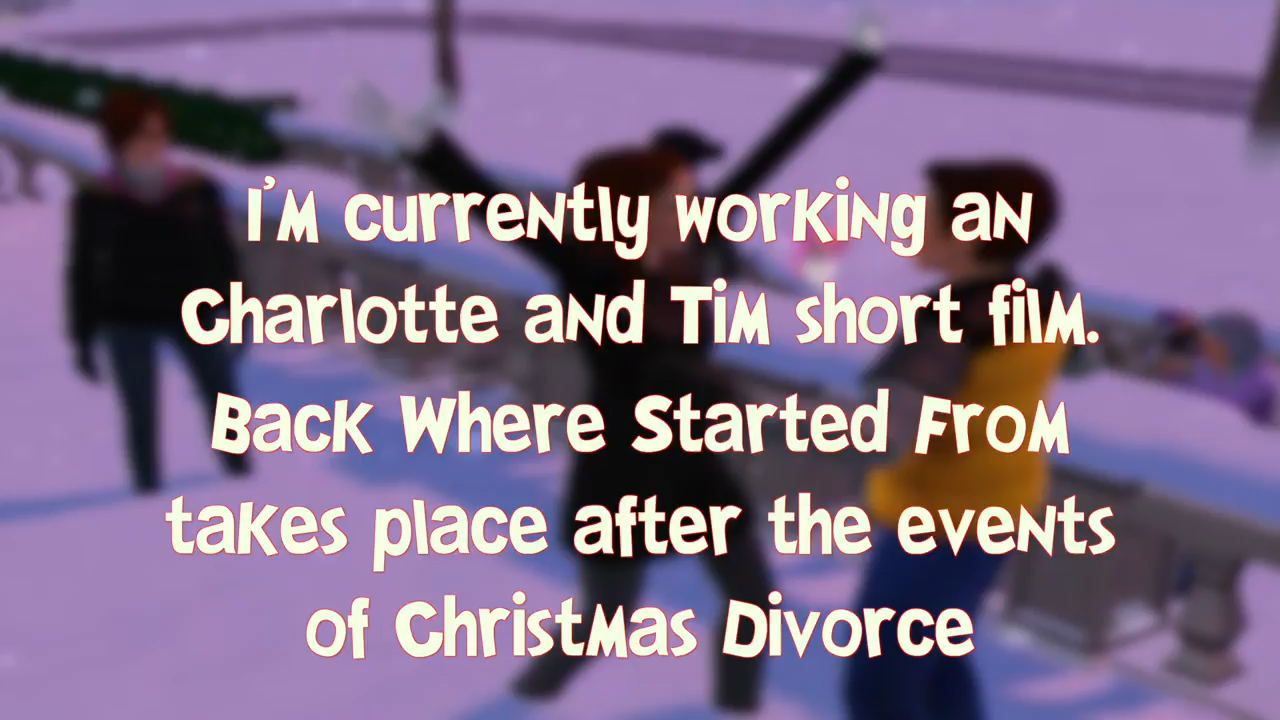 I'm currently working an
Charlotte and Tim short film.
Back Where Started From
takes place after the events
of Christmas Divorce